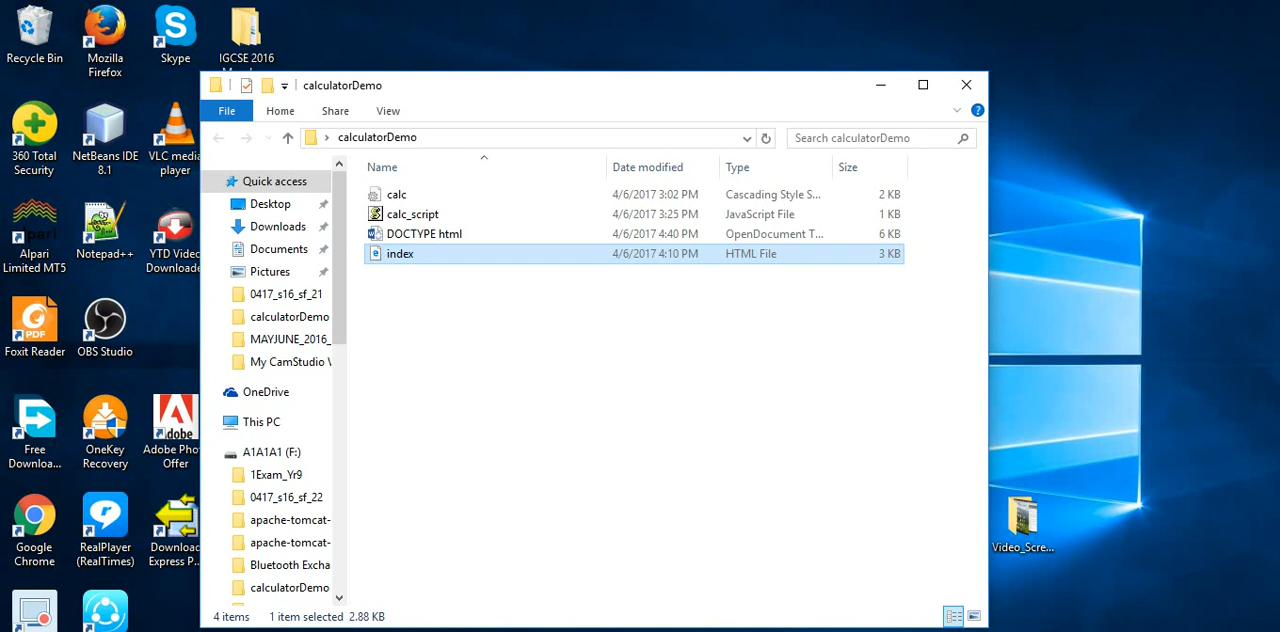 Recycle Bin
Mozilla
Firefox
Skype
IGCSE 2016
360 Total
Security
NetBeans IDE
8.1
VLC media
player
Alpari
Limited MT5
Notepad++
YTD Video
Downloade
Foxit Reader
PDF
OBS Studio
Free
Downloa...
OneKey
Recovery
Adobe
Adobe Pho
Offer
Google
Chrome
RealPlayer
(RealTimes)
Download
Express P...
Video_Scre...
calculatorDemo
File
Home
Share
View
calculatorDemo
Search calculatorDemo
Name
Date modified
Type
Size
calc 4/6/2017 3:02 PM Cascading Style S... 2 KB
calc_script 4/6/2017 3:25 PM JavaScript File 1 KB
DOCTYPE html 4/6/2017 4:40 PM OpenDocument T... 6 KB
index 4/6/2017 4:10 PM HTML File 3 KB
Quick access
Desktop
Downloads
Documents
Pictures
0417_s16_sf_21
calculatorDemo
MAYJUNE_2016_
My CamStudio V
OneDrive
This PC
A1A1A1 (F:)
1Exam_Yr9
0417_s16_sf_22
apache-tomcat-
apache-tomcat-
Bluetooth Excha
calculatorDemo
4 items
1 item selected 2.88 KB